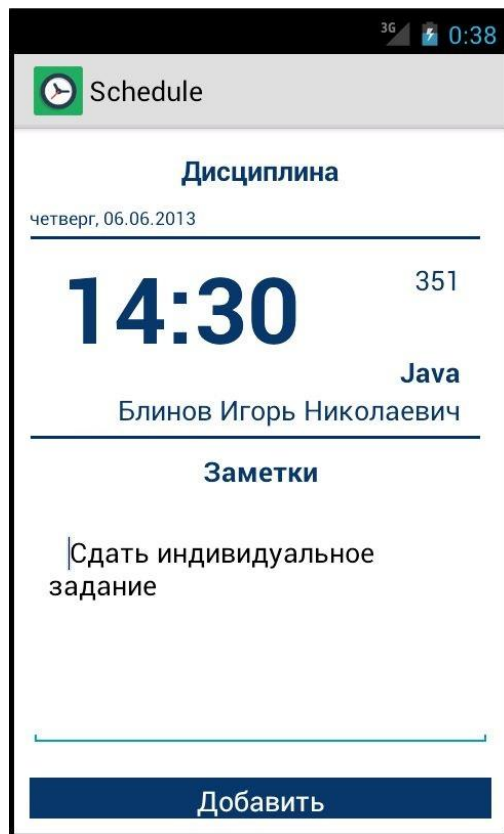 3G 0:38
Schedule
Дисциплина
четверг, 06.06.2013
14:30 351
Java
Блинов Игорь Николаевич
Заметки
Сдать индивидуальное
задание
Добавить